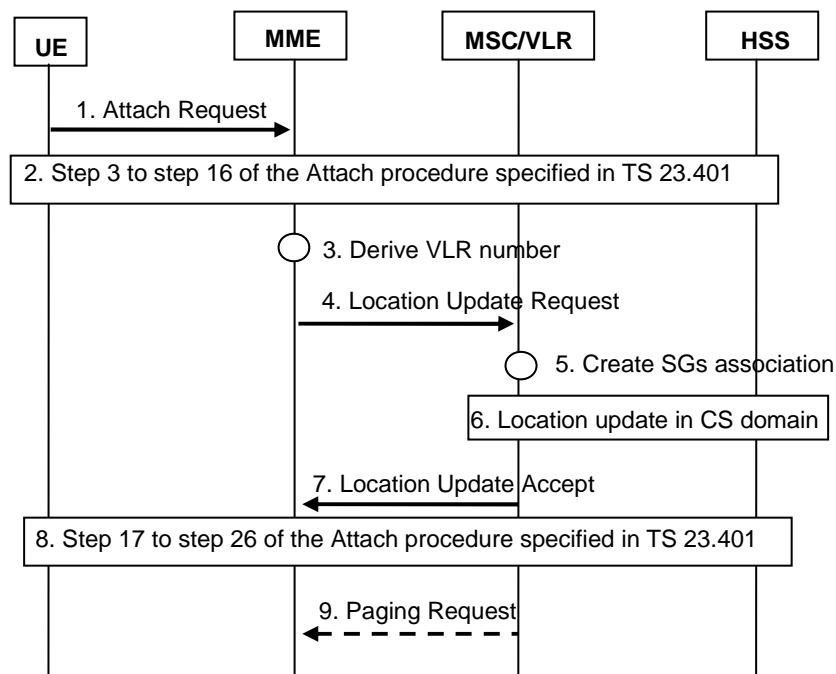 UE
MME
MSC/VLR
HSS
1. Attach Request
2. Step 3 to step 16 of the Attach procedure specified in TS 23.401
3. Derive VLR number
4. Location Update Request
5. Create SGs association
6. Location update in CS domain
7. Location Update Accept
8. Step 17 to step 26 of the Attach procedure specified in TS 23.401
9. Paging Request